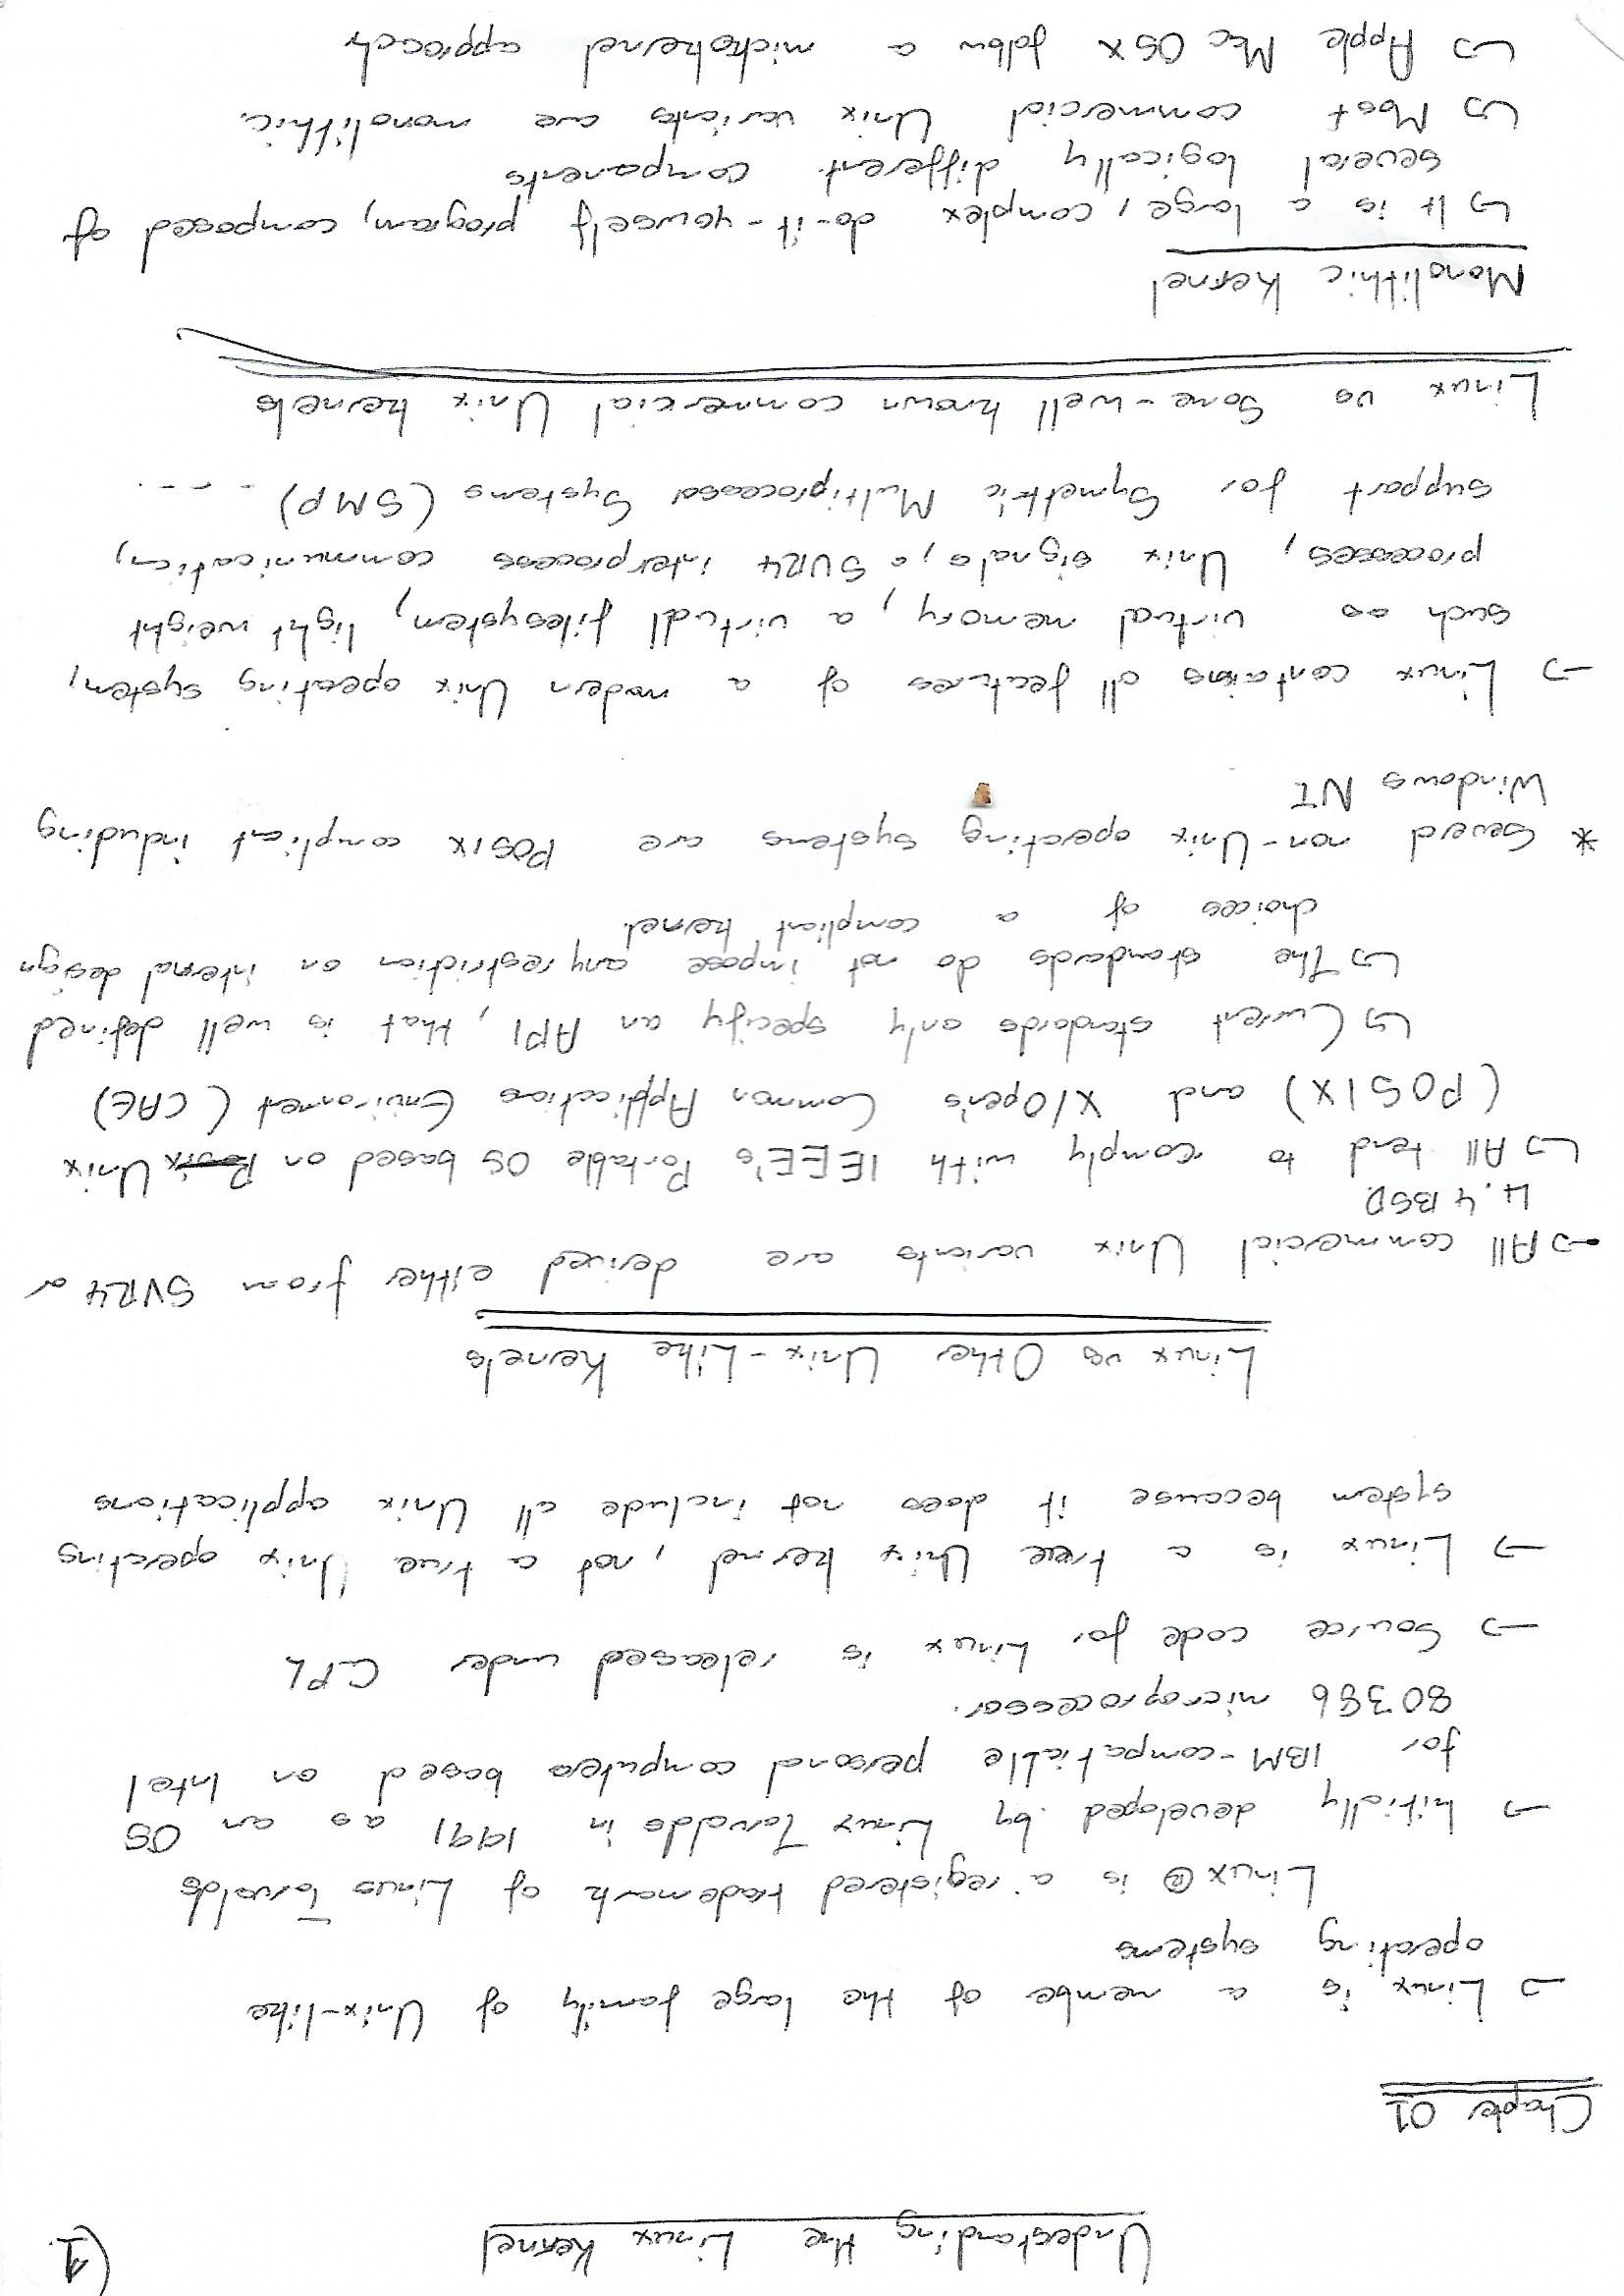 Understanding the Linux Kernel
(1.
Chapter 01
→ Linux is a member of the large family of Unix-like
operating systems
Linux® is a registered trademark of Linus Torvalds
→ Initially developed by Linux Torvalds in 1991 as an OS
for IBM-compatiable personal computers based on Intel
80386 microprocessor.
→ Source code for Linux is released under GPL
→ Linux is a true Unix kernel, not a true Unix operating
system because it does not include all Unix applications
Linux vs Other Unix-Like Kernels
→ All commercial Unix variants are derived either from SVR4 or
4.4 BSD.
↳ All tend to comply with IEEE's Portable OS based on Posix Unix
(POSIX) and X/Open's Common Applications Environment (CAE)
↳ Current standards only specify an API, that is well defined
↳ The standards do not impose any restriction on internal design
choices of a compliant kernel.
* Several non-Unix operating systems are POSIX compliant including
Windows NT
→ Linux contains all features of a modern Unix operating system,
such as virtual memory, a virtual filesystem, light weight
processes, Unix signals, a SVR4 interprocess communication,
support for Symettric Multiprocessor Systems (SMP) - - - .
Linux vs Some-well known commercial Unix kernels
Monolithic Kernel
↳ It is a large, complex do-it-yourself program, composed of
several logically different components
↳ Most commercial Unix variants are monolithic.
↳ Apple Mac OS X follow a mickokernel approach